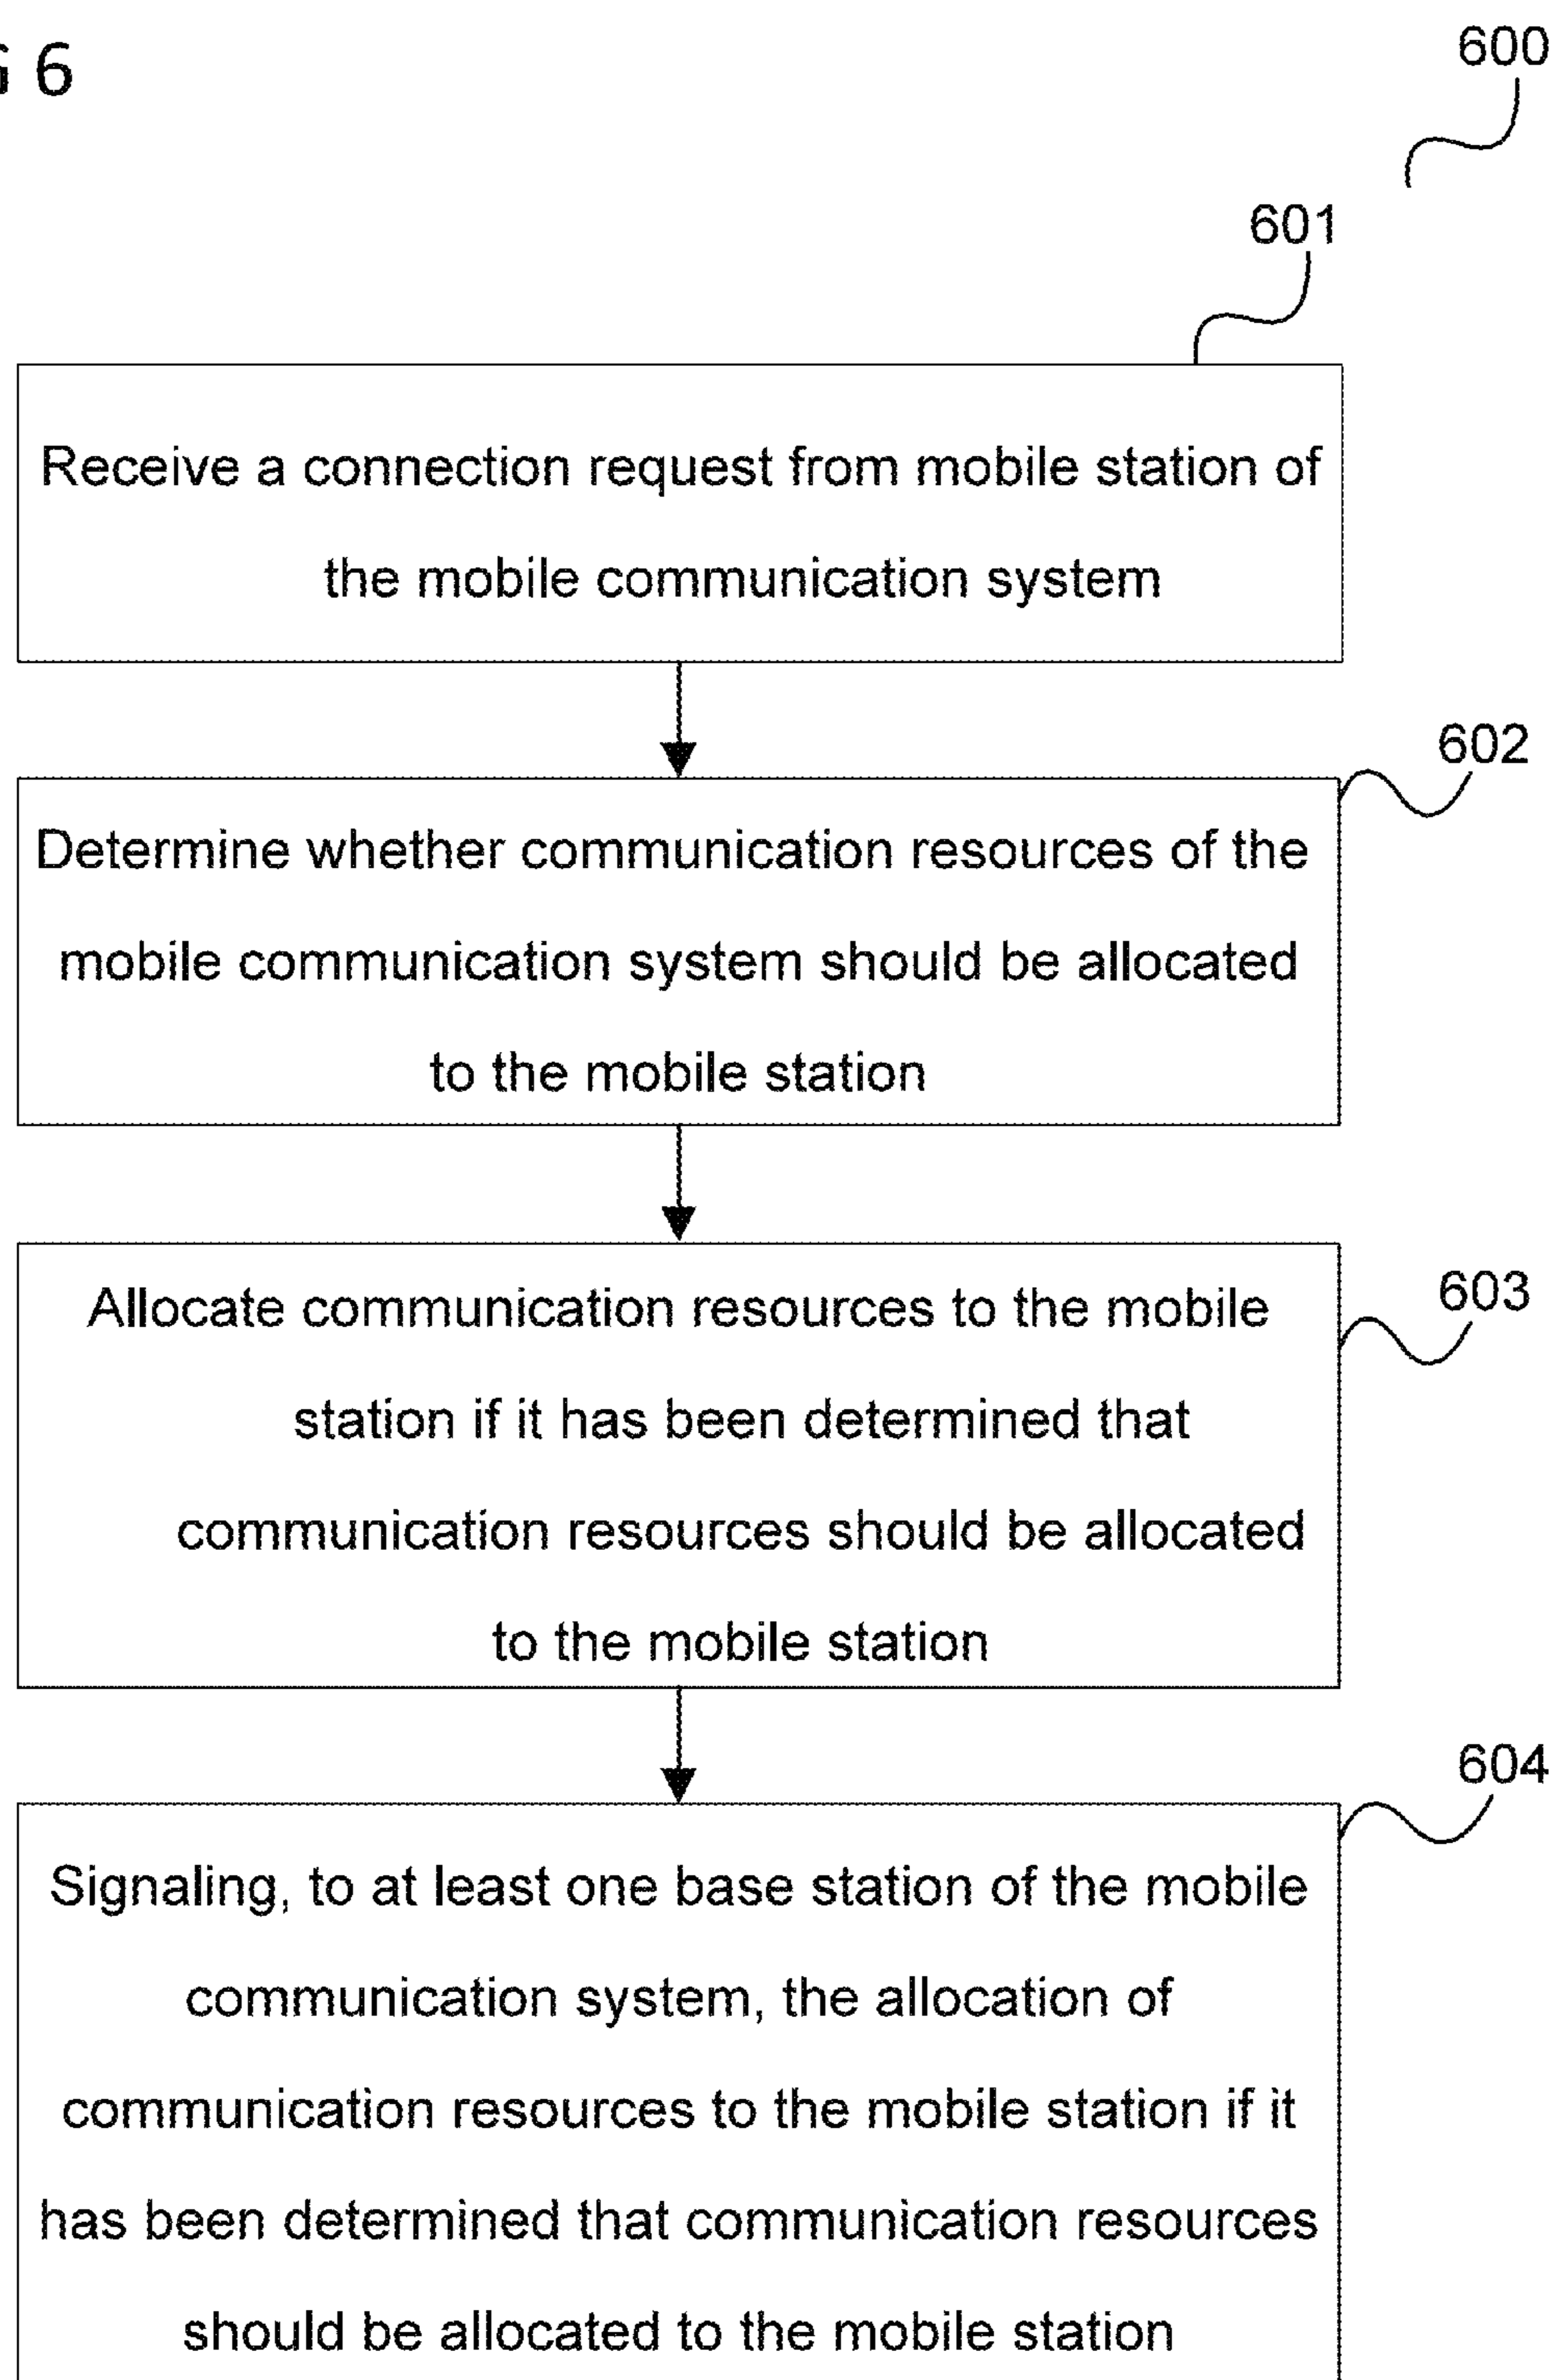 G 6
600
601
Receive a connection request from mobile station of
the mobile communication system
602
Determine whether communication resources of the
mobile communication system should be allocated
to the mobile station
603
Allocate communication resources to the mobile
station if it has been determined that
communication resources should be allocated
to the mobile station
604
Signaling, to at least one base station of the mobile
communication system, the allocation of
communication resources to the mobile station if it
has been determined that communication resources
should be allocated to the mobile station